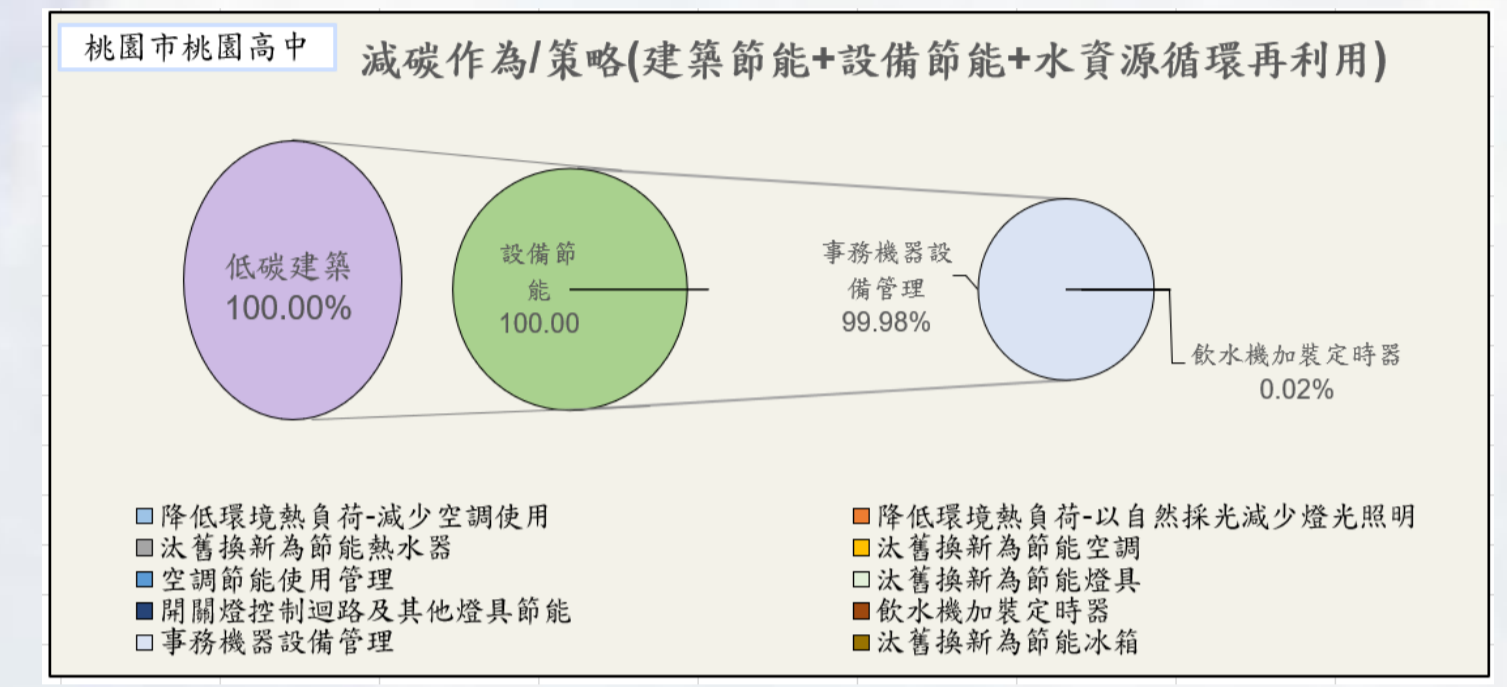 桃園市桃園高中
減碳作為/策略(建築節能+設備節能+水資源循環再利用)
低碳建築
100.00%
設備節
能
100.00
事務機器設
備管理
99.98%
飲水機加裝定時器
0.02%
降低環境熱負荷-減少空調使用
降低環境熱負荷-以自然採光減少燈光照明
汰舊換新為節能熱水器
汰舊換新為節能空調
空調節能使用管理
汰舊換新為節能燈具
開關燈控制迴路及其他燈具節能
飲水機加裝定時器
事務機器設備管理
汰舊換新為節能冰箱